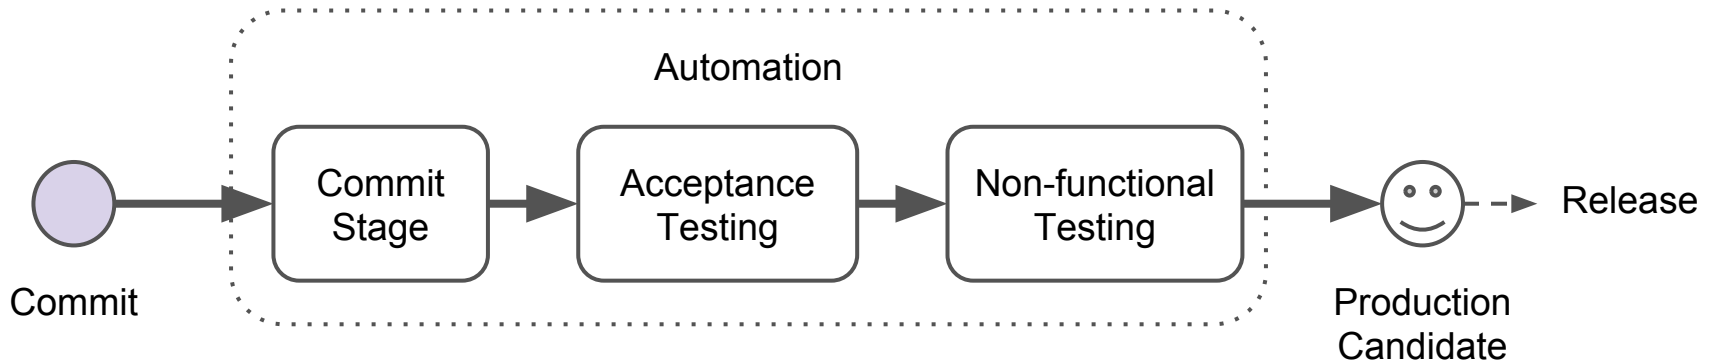 Automation
Commit
Stage
Acceptance
Testing
Non-functional
Testing
Release
Commit
Production
Candidate